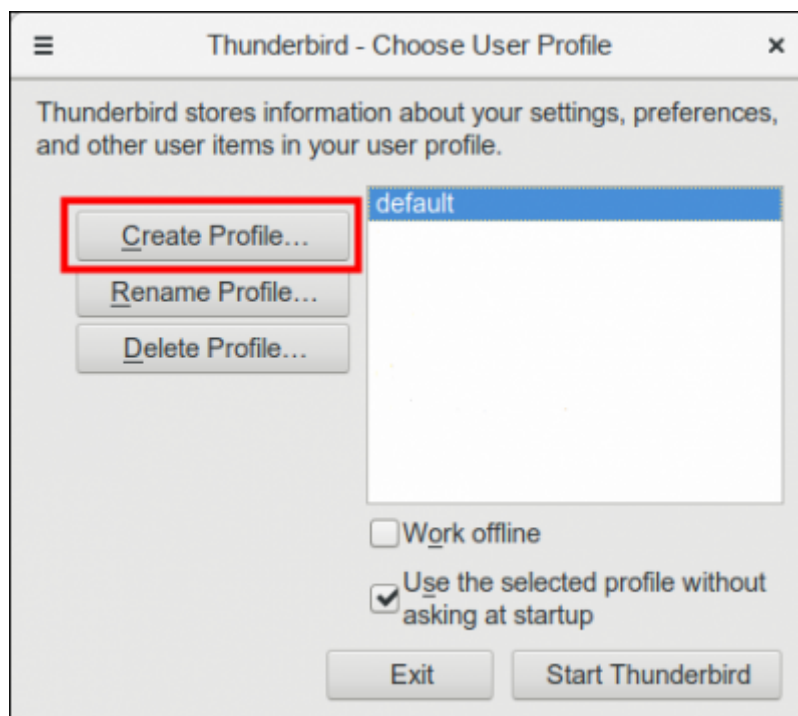 Thunderbird - Choose User Profile
Thunderbird stores information about your settings, preferences,
and other user items in your user profile.
default
Create Profile...
Rename Profile...
Delete Profile...
Work offline
Use the selected profile without
asking at startup
Exit
Start Thunderbird